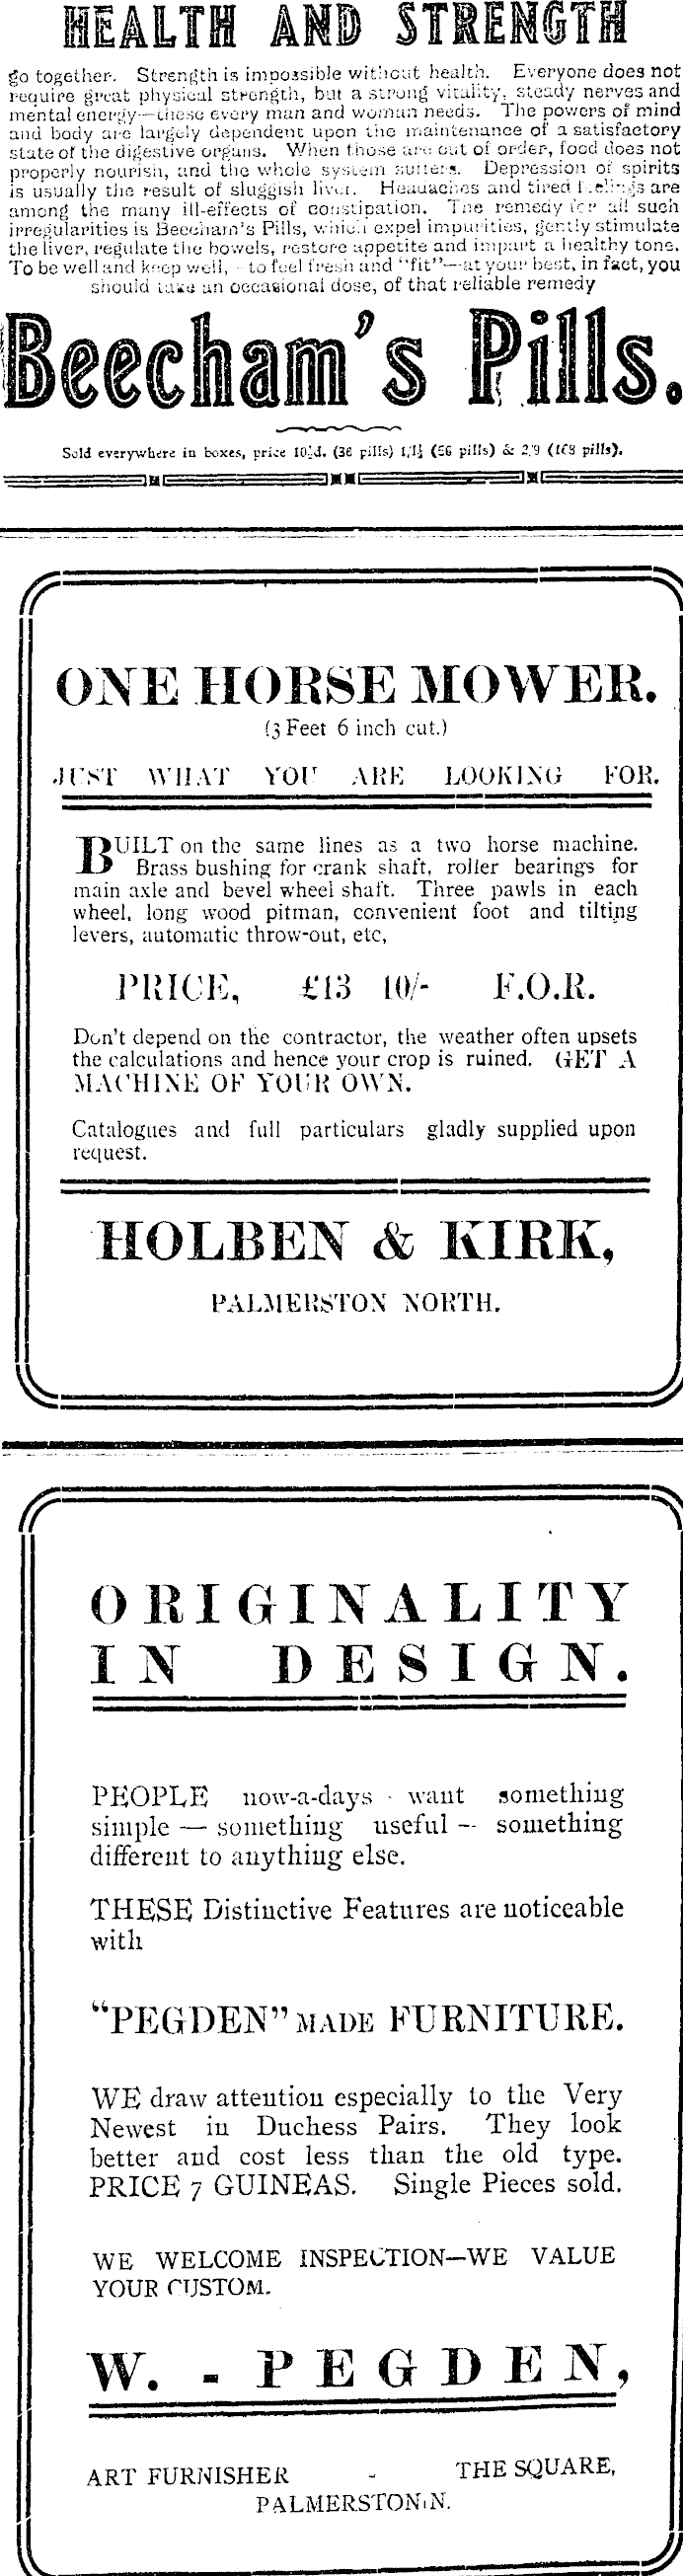 HEALTH AND STRENGTH
go together. Strength is impossible without health. Everyone does not
require great physical strength, but a strong vitality, steady nerves and
mental energy—these every man and woman needs. The powers of mind
and body are largely dependent upon the maintenance of a satisfactory
state of the digestive organs. When those are out of order, food does not
properly nourish, and the whole system suffers. Depression of spirits
is usually the result of sluggish liver. Headaches and tired feelings are
among the many ill-effects of constipation. The remedy for all such
irregularities is Beecham's Pills, which expel impurities, gently stimulate
the liver, regulate the bowels, restore appetite and impart a healthy tone.
To be well and keep well, to feel fresh and "fit"—at your best, in fact, you
should take an occasional dose, of that reliable remedy
Beecham's Pills.
Sold everywhere in boxes, price (36 pills) 1/1½ (56 pills) & 2/9 (168 pills).
ONE HORSE MOWER.
(3 Feet 6 inch cut.)
JUST WHAT YOU ARE LOOKING FOR.
BUILT on the same lines as a two horse machine.
Brass bushing for crank shaft, roller bearings for
main axle and bevel wheel shaft. Three pawls in each
wheel, long wood pitman, convenient foot and tilting
levers, automatic throw-out, etc,
PRICE, £13 10/- F.O.R.
Don't depend on the contractor, the weather often upsets
the calculations and hence your crop is ruined. GET A
MACHINE OF YOUR OWN.
Catalogues and full particulars gladly supplied upon
request.
HOLBEN & KIRK,
PALMERSTON NORTH.
ORIGINALITY
IN DESIGN.
PEOPLE now-a-days want something
simple — something useful -- something
different to anything else.
THESE Distinctive Features are noticeable
with
"PEGDEN" MADE FURNITURE.
WE draw attention especially to the Very
Newest in Duchess Pairs. They look
better and cost less than the old type.
PRICE 7 GUINEAS. Single Pieces sold.
WE WELCOME INSPECTION—WE VALUE
YOUR CUSTOM.
W. - PEGDEN,
ART FURNISHER - THE SQUARE,
PALMERSTON N.